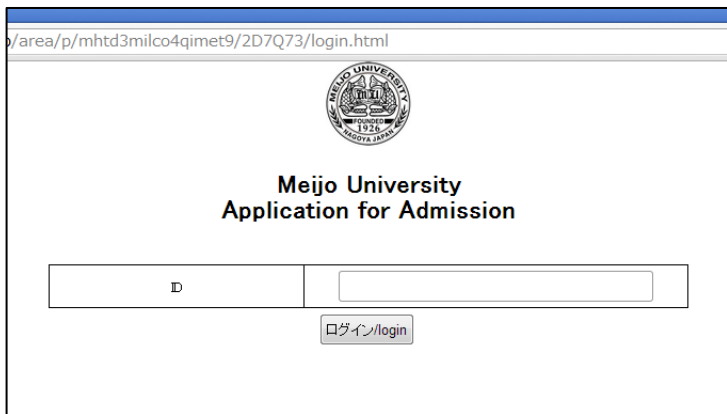 /area/p/mhtd3milco4qimet9/2D7Q73/login.html
MEIJO UNIVERSITY
FOUNDED
1926
NAGOYA JAPAN
Meijo University
Application for Admission
ID
ログイン/login